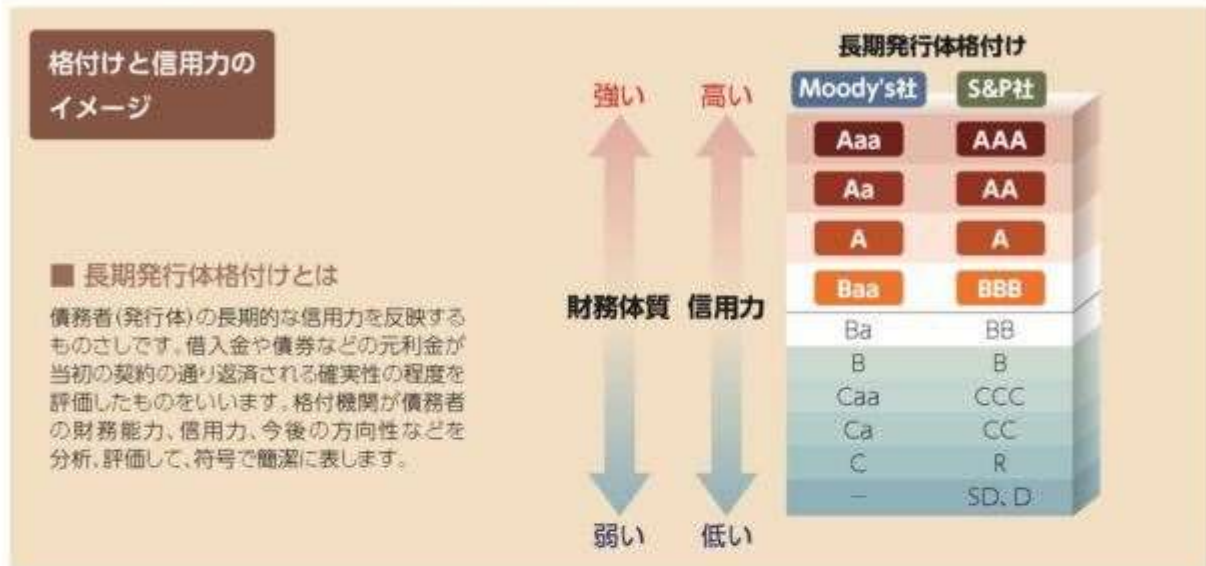 格付けと信用力の
イメージ
■ 長期発行体格付けとは
債務者(発行体)の長期的な信用力を反映する
ものさしです。借入金や債券などの元利金が
当初の契約の通り返済される確実性の程度を
評価したものをいいます。格付機関が債務者
の財務能力、信用力、今後の方向性などを
分析、評価して、符号で簡潔に表します。
強い 高い
財務体質 信用力
弱い 低い
長期発行体格付け
Moody's社 S&P社
Aaa AAA
Aa AA
A A
Baa BBB
Ba BB
B B
Caa CCC
Ca CC
C R
– SD、D